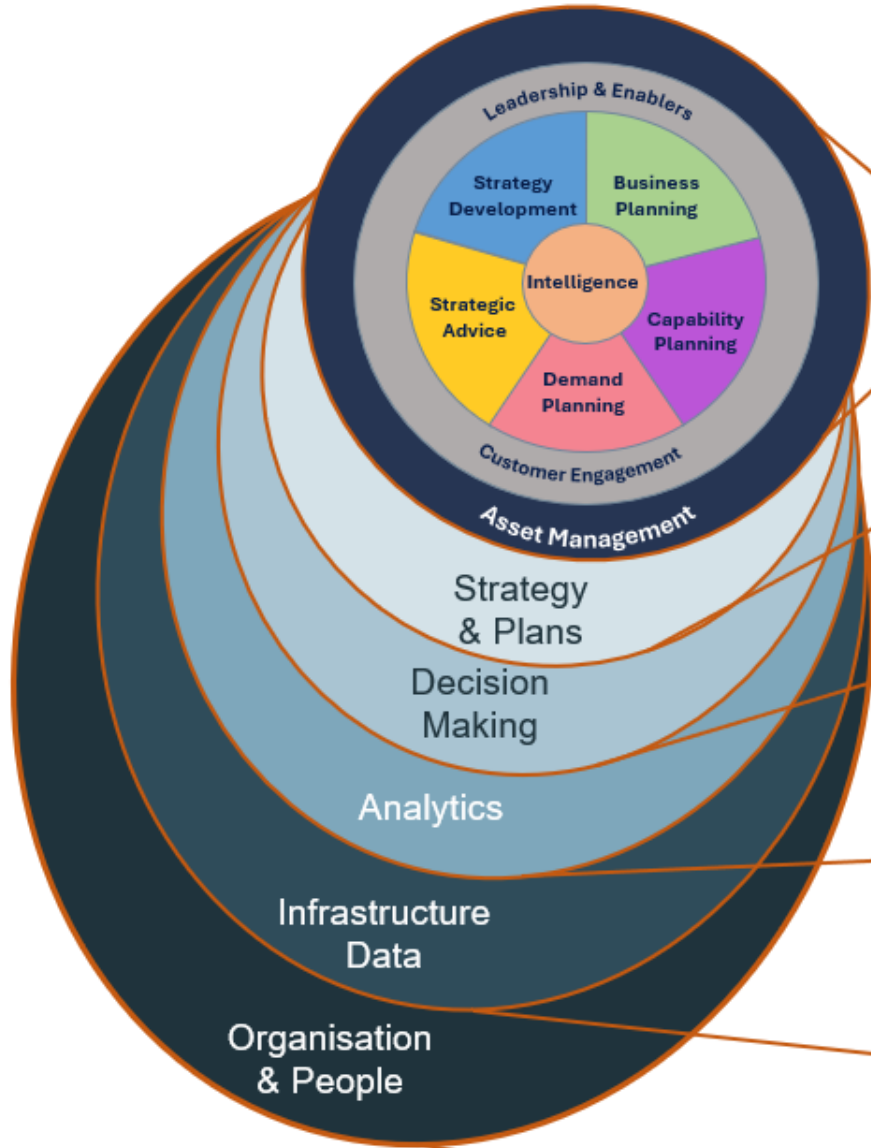 Leadership & Enablers
Strategy
Development
Business
Planning
Intelligence
Strategic
Advice
Capability
Planning
Demand
Planning
Customer Engagement
Asset Management
Strategy
& Plans
Decision
Making
Analytics
Infrastructure
Data
Organisation
& People